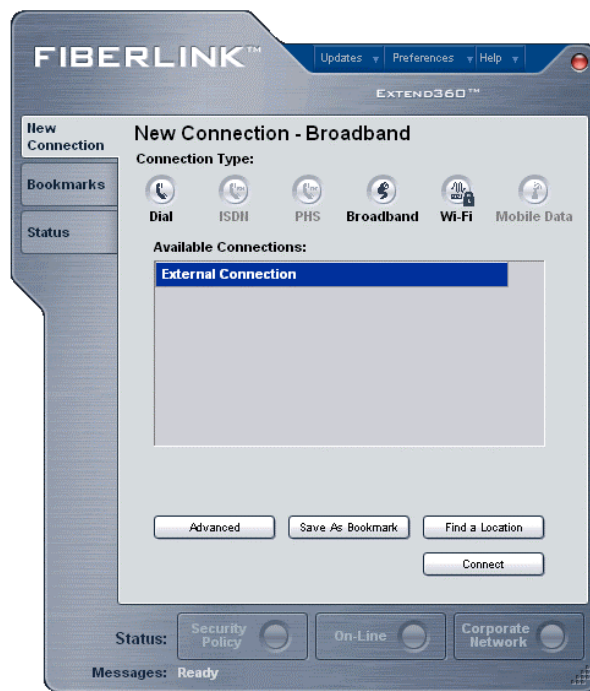 FIBERLINK™
Updates Preferences Help
EXTEND360™
New Connection
Bookmarks
Status
New Connection - Broadband
Connection Type:
Dial ISDN PHS Broadband Wi-Fi Mobile Data
Available Connections:
External Connection
Advanced Save As Bookmark Find a Location
Connect
Status: Security Policy On-Line Corporate Network
Messages: Ready